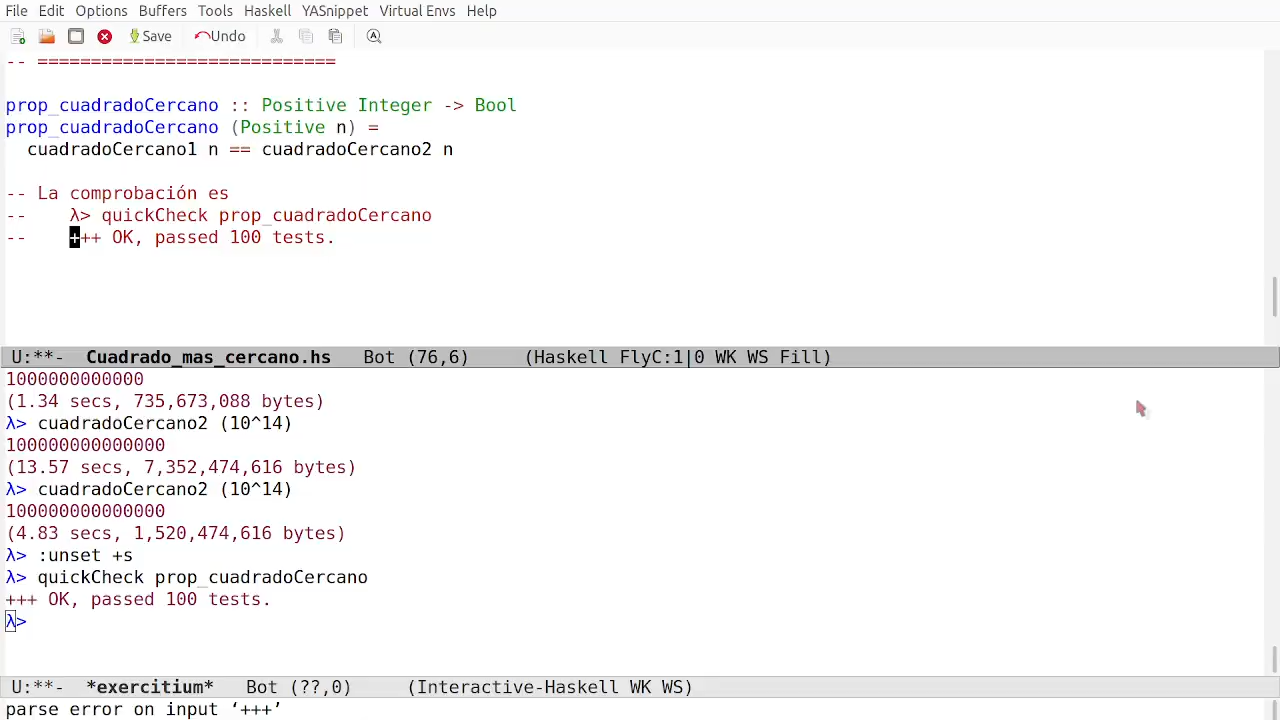 File Edit Options Buffers Tools Haskell YASnippet Virtual Envs Help
Save Undo
-- ============================
prop_cuadradoCercano :: Positive Integer -> Bool
prop_cuadradoCercano (Positive n) =
  cuadradoCercano1 n == cuadradoCercano2 n
-- La comprobación es
--    λ> quickCheck prop_cuadradoCercano
--    +++ OK, passed 100 tests.
U:**-  Cuadrado_mas_cercano.hs   Bot (76,6)     (Haskell FlyC:1|0 WK WS Fill)
1000000000000
(1.34 secs, 735,673,088 bytes)
λ> cuadradoCercano2 (10^14)
100000000000000
(13.57 secs, 7,352,474,616 bytes)
λ> cuadradoCercano2 (10^14)
100000000000000
(4.83 secs, 1,520,474,616 bytes)
λ> :unset +s
λ> quickCheck prop_cuadradoCercano
+++ OK, passed 100 tests.
λ>
U:**-  *exercitium*   Bot (??,0)     (Interactive-Haskell WK WS)
parse error on input ‘+++’